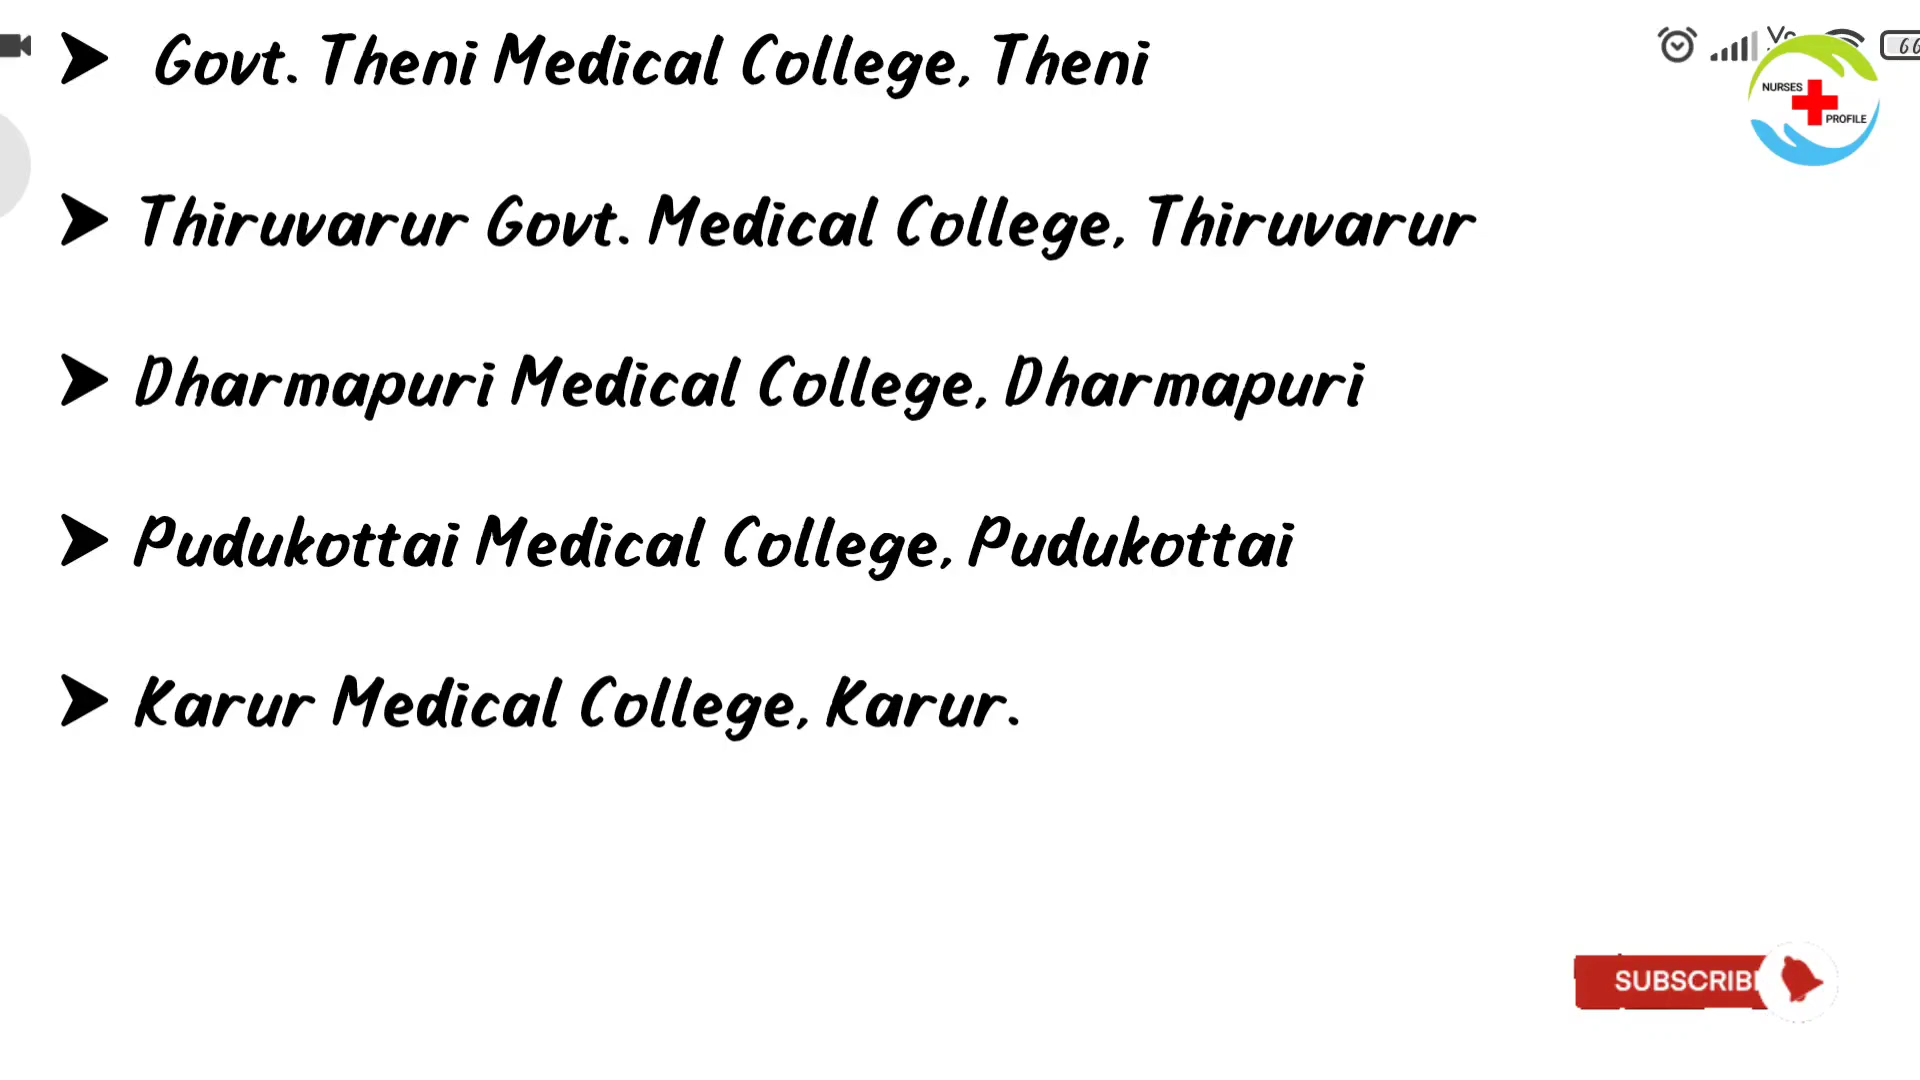 Govt. Theni Medical College, Theni
NURSES
PROFILE
Thiruvarur Govt. Medical College, Thiruvarur
Dharmapuri Medical College, Dharmapuri
Pudukottai Medical College, Pudukottai
Karur Medical College, Karur.